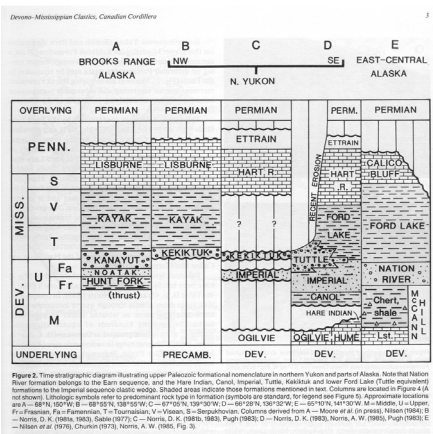 Devono-Mississippian Clastics, Canadian Cordillera 3
A B C D E
BROOKS RANGE ALASKA
NW SE
N. YUKON
EAST-CENTRAL ALASKA
OVERLYING PERMIAN PERMIAN PERMIAN PERM. PERMIAN
PENN.
MISS.
DEV.
S
V
T
U
Fa
Fr
M
LISBURNE
KAYAK
KANAYUT
NOATAK
HUNT FORK
(thrust)
LISBURNE
KAYAK
KEKIKTUK
ETTRAIN
HART R.
? ?
KEKIKTUK
IMPERIAL
OGILVIE
RECENT EROSION
ETTRAIN
HART R.
FORD LAKE
TUTTLE
IMPERIAL
CANOL
HARE INDIAN
OGILVIE HUME
CALICO BLUFF
FORD LAKE
NATION RIVER
McCANN HILL
Chert, shale
Lst.
UNDERLYING PRECAMB. DEV. DEV. DEV.
Figure 2. Time stratigraphic diagram illustrating upper Paleozoic formational nomenclature in northern Yukon and parts of Alaska. Note that Nation
River formation belongs to the Earn sequence, and the Hare Indian, Canol, Imperial, Tuttle, Kekiktuk and lower Ford Lake (Tuttle equivalent)
formations to the Imperial sequence clastic wedge. Shaded areas indicate those formations mentioned in text. Columns are located in Figure 4 (A
not shown). Lithologic symbols refer to predominant rock type in formation (symbols are standard, for legend see Figure 5). Approximate locations
are A — 68°N, 150°W; B — 68°55'N, 138°55'W; C — 67°05'N, 139°30'W; D — 66°28'N, 136°32'W; E — 65°10'N, 141°30'W. M = Middle, U = Upper,
Fr = Frasnian, Fa = Famennian, T = Tournaisian, V = Visean, S = Serpukhovian. Columns derived from A — Moore et al. (in press), Nilsen (1984); B
— Norris, D.K. (1981a, 1983), Gable (1977); C — Norris, D.K. (1981b, 1982), Pugh (1983); D — Norris, D.K. (1983), Norris, A.W. (1985), Pugh (1983); E
— Nilsen et al. (1976), Churkin (1973), Norris, A.W. (1985, Fig. 3).